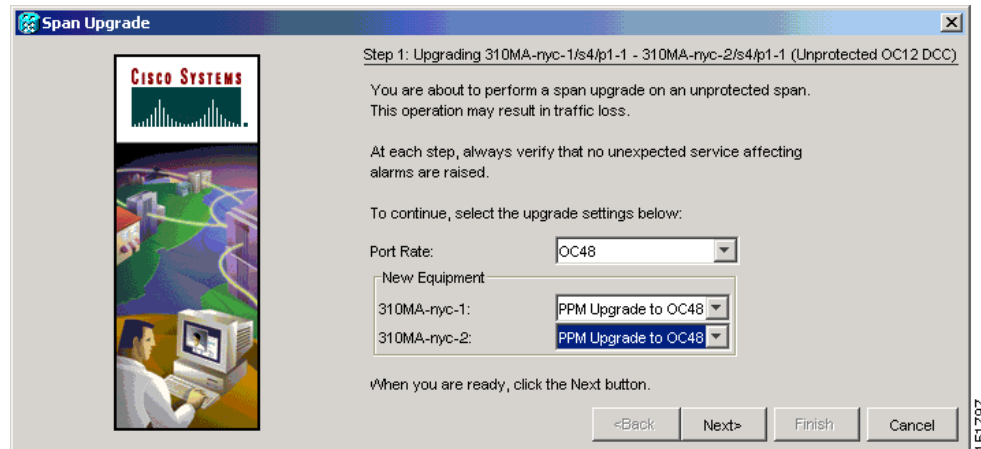 Span Upgrade
CISCO SYSTEMS
Step 1: Upgrading 310MA-nyc-1/s4/p1-1 - 310MA-nyc-2/s4/p1-1 (Unprotected OC12 DCC)
You are about to perform a span upgrade on an unprotected span.
This operation may result in traffic loss.
At each step, always verify that no unexpected service affecting
alarms are raised.
To continue, select the upgrade settings below:
Port Rate: OC48
New Equipment
310MA-nyc-1: PPM Upgrade to OC48
310MA-nyc-2: PPM Upgrade to OC48
When you are ready, click the Next button.
<Back Next> Finish Cancel
151797